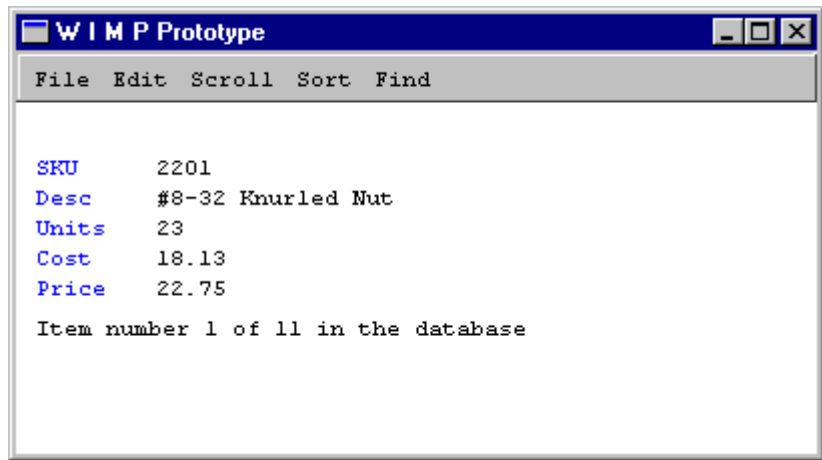 W I M P Prototype
File Edit Scroll Sort Find
SKU 2201
Desc #8-32 Knurled Nut
Units 23
Cost 18.13
Price 22.75
Item number 1 of 11 in the database